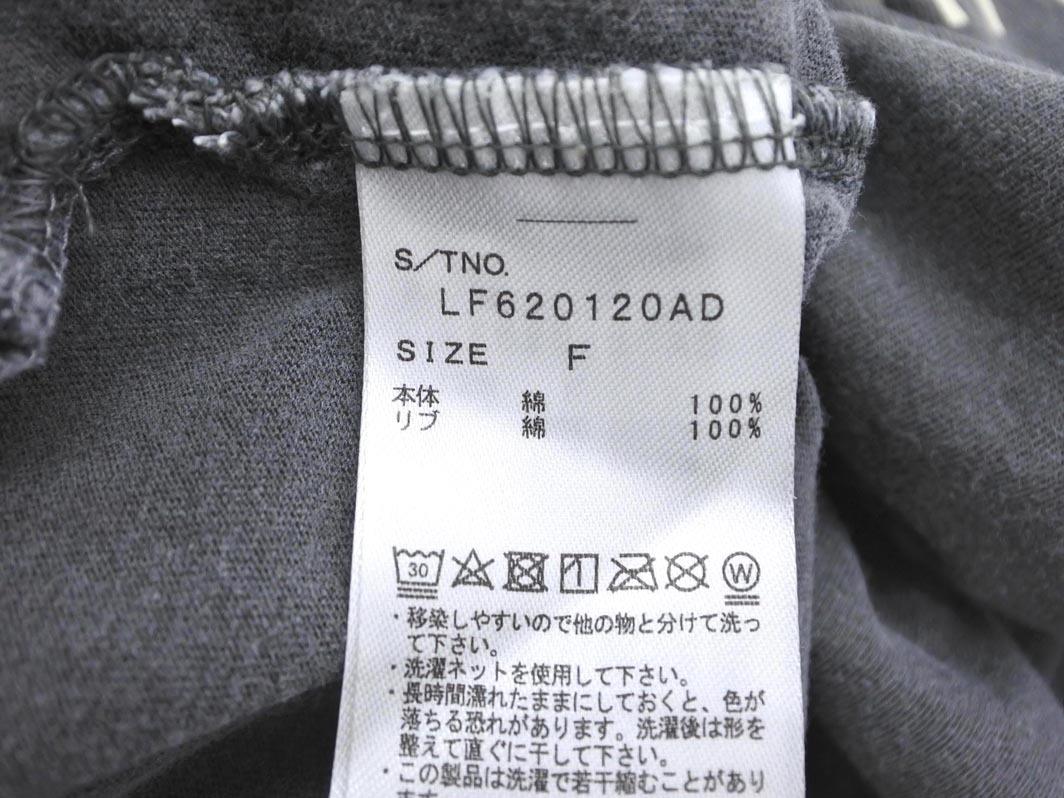 S/TNO.
LF620120AD
SIZE F
本体 綿 100%
リブ 綿 100%
30 W
・移染しやすいので他の物と分けて洗っ
て下さい。
・洗濯ネットを使用して下さい。
・長時間濡れたままにしておくと、色が
落ちる恐れがあります。洗濯後は形を
整えて直ぐに干して下さい。
・この製品は洗濯で若干縮むことがあり
ます